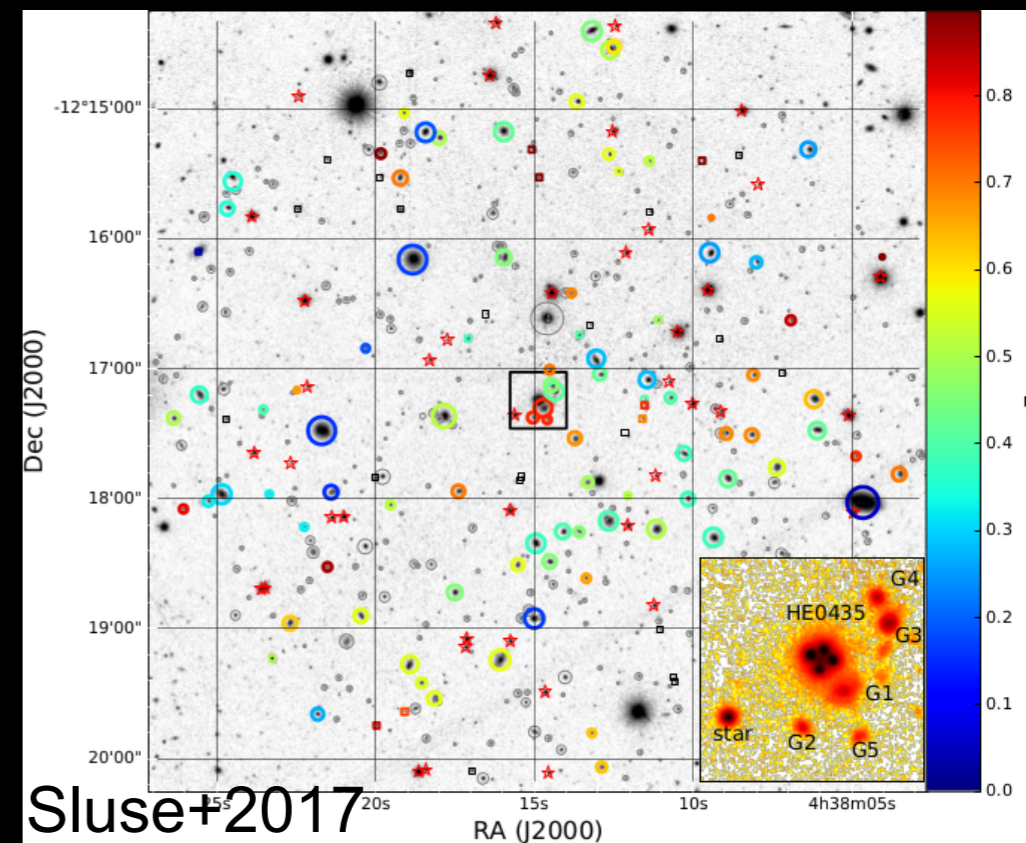 -12°15'00"
16'00"
17'00"
18'00"
19'00"
20'00"
Dec (J2000)
25s
20s
15s
10s
4h38m05s
RA (J2000)
0.8
0.7
0.6
0.5
0.4
0.3
0.2
0.1
0.0
G4
HE0435
G3
G1
star
G2
G5
Sluse+2017